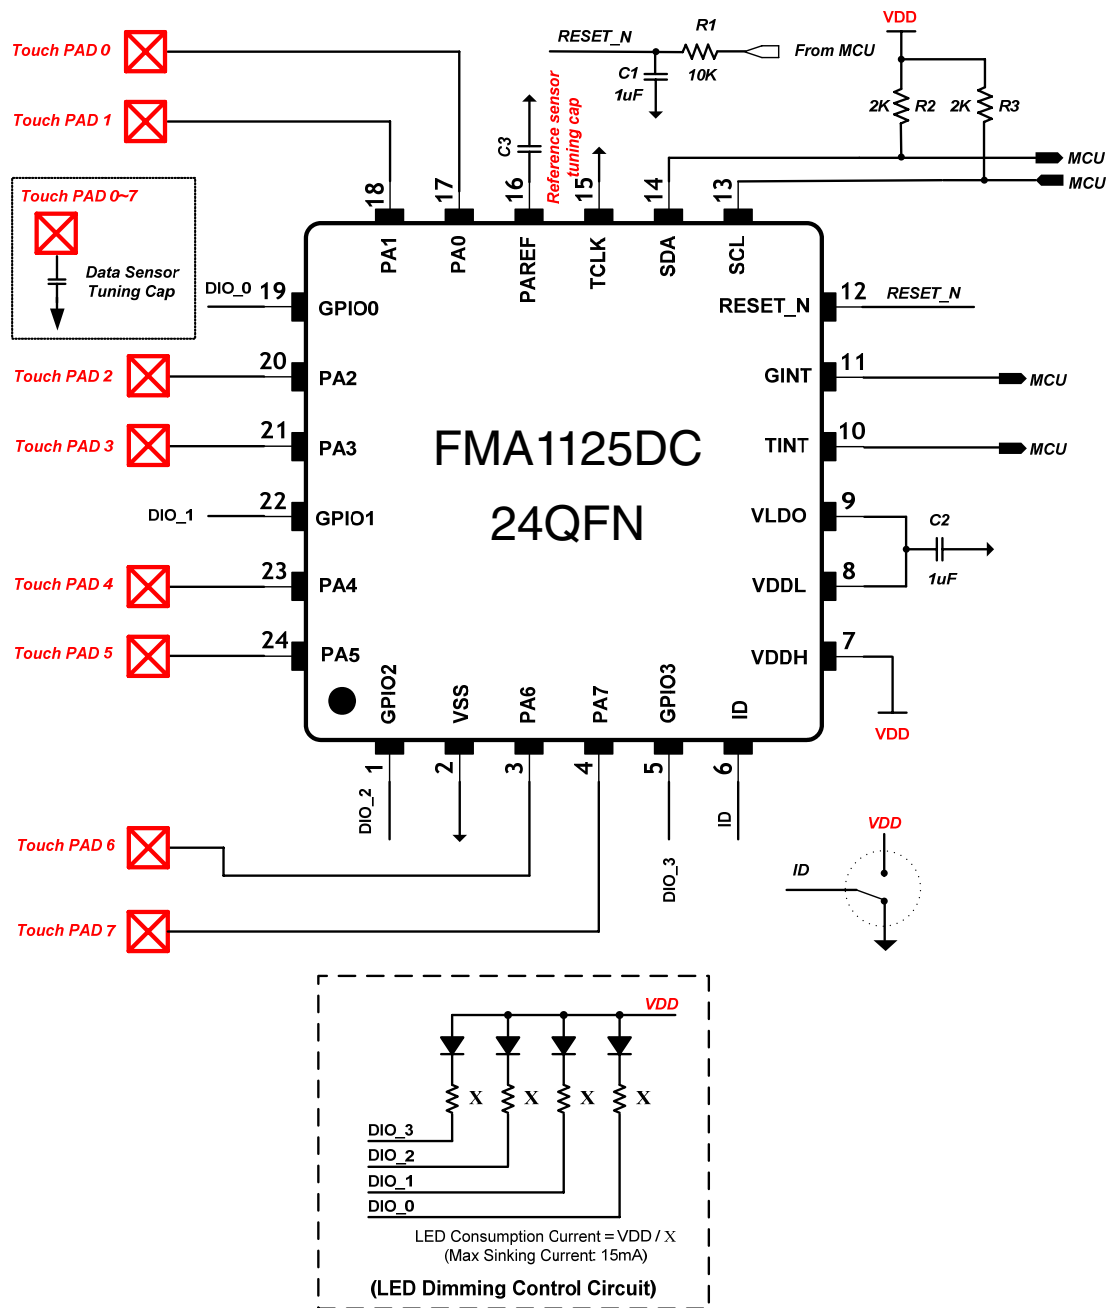 Touch PAD 0
Touch PAD 1
RESET_N
R1
10K
From MCU
C1
1uF
VDD
2K
R2
2K
R3
MCU
MCU
C3
Reference sensor
tuning cap
Touch PAD 0~7
Data Sensor
Tuning Cap
18
17
16
15
14
13
PA1
PA0
PAREF
TCLK
SDA
SCL
DIO_0
19
GPIO0
RESET_N
12
RESET_N
Touch PAD 2
20
PA2
GINT
11
MCU
Touch PAD 3
21
PA3
TINT
10
MCU
FMA1125DC
24QFN
DIO_1
22
GPIO1
VLDO
9
C2
1uF
Touch PAD 4
23
PA4
VDDL
8
Touch PAD 5
24
PA5
VDDH
7
VDD
GPIO2
VSS
PA6
PA7
GPIO3
ID
1
2
3
4
5
6
DIO_2
DIO_3
ID
Touch PAD 6
Touch PAD 7
VDD
ID
VDD
X
X
X
X
DIO_3
DIO_2
DIO_1
DIO_0
LED Consumption Current = VDD / X
(Max Sinking Current: 15mA)
(LED Dimming Control Circuit)